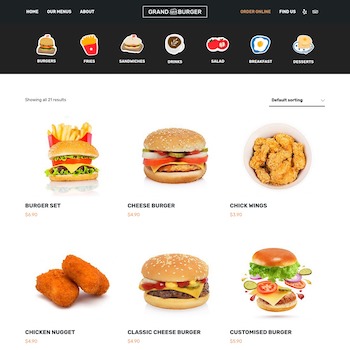 HOME OUR MENUS ABOUT GRAND BURGER ORDER ONLINE FIND US
BURGERS FRIES SANDWICHES DRINKS SALAD BREAKFAST DESSERTS
Showing all 21 results Default sorting
BURGER SET CHEESE BURGER CHICK WINGS
$6.90 $4.90 $3.90
CHICKEN NUGGET CLASSIC CHEESE BURGER CUSTOMISED BURGER
$4.90 $4.90 $3.90